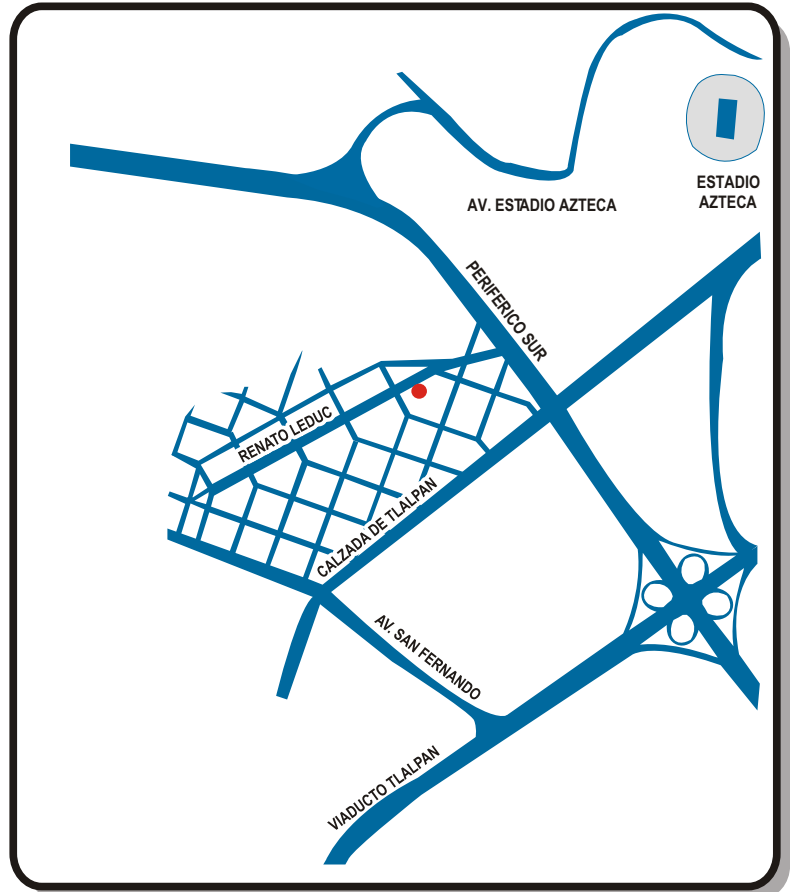 ESTADIO
AZTECA
AV. ESTADIO AZTECA
PERIFERICO SUR
RENATO LEDUC
CALZADA DE TLALPAN
AV. SAN FERNANDO
VIADUCTO TLALPAN